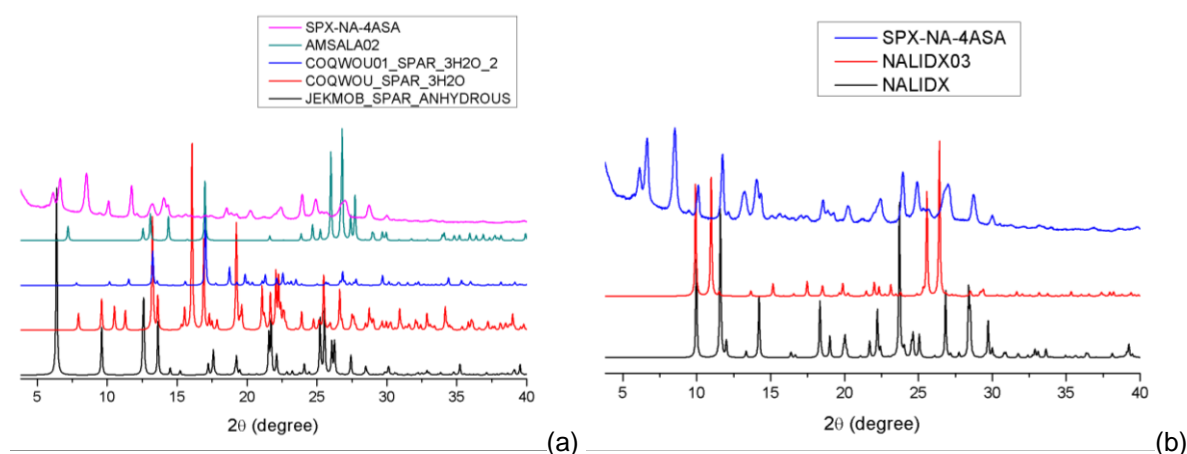 SPX-NA-4ASA
AMSALA02
COQWOU01_SPAR_3H2O_2
COQWOU_SPAR_3H2O
JEKMOB_SPAR_ANHYDROUS
5 10 15 20 25 30 35 40
2θ (degree)
(a)
SPX-NA-4ASA
NALIDX03
NALIDX
5 10 15 20 25 30 35 40
2θ (degree)
(b)